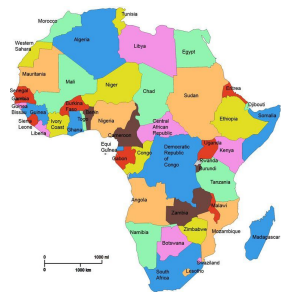 Tunisia
Morocco
Algeria
Western
Sahara
Libya
Egypt
Mauritania
Mali
Niger
Chad
Sudan
Eritrea
Djibouti
Senegal
Gambia
Guinea
Bissau
Guinea
Burkina
Faso
Benin
Nigeria
Ethiopia
Somalia
Sierra
Leone
Liberia
Ivory
Coast
Ghana
Togo
Cameroon
Central
African
Republic
Equi
Guinea
Gabon
Congo
Democratic
Republic
of
Congo
Uganda
Kenya
Rwanda
Burundi
Tanzania
Angola
Zambia
Malawi
Mozambique
Zimbabwe
Madagascar
Namibia
Botswana
Swaziland
Lesotho
South
Africa
0 1000 mi
0 1000 km